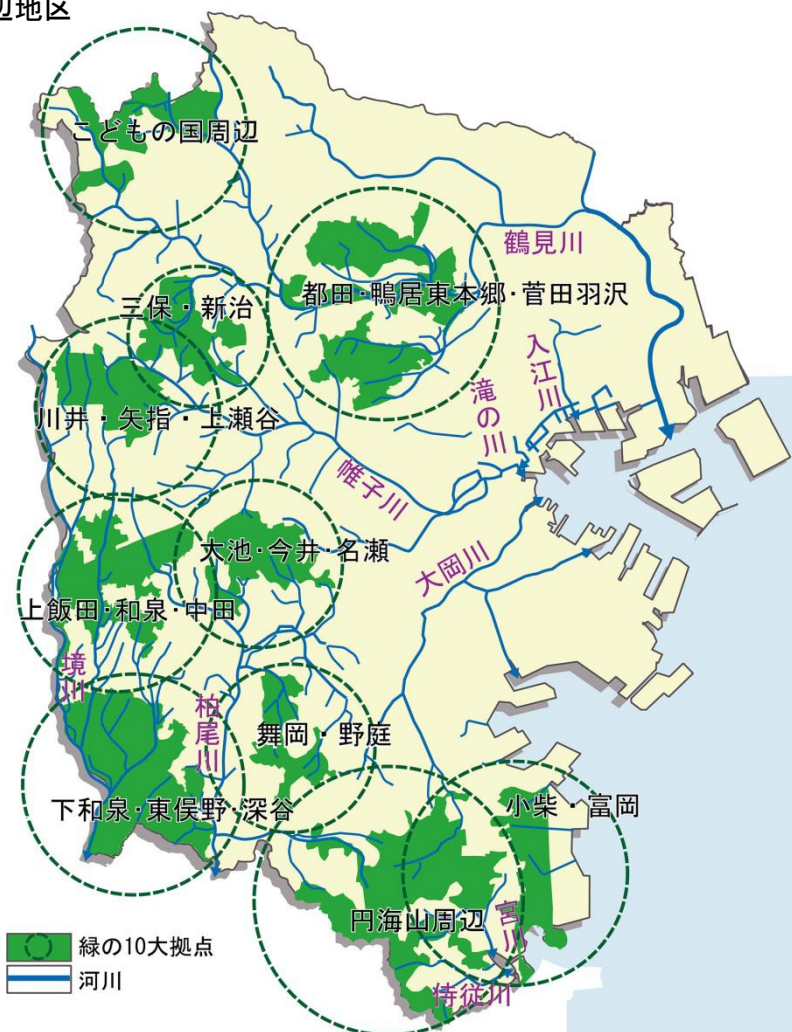 辺地区
こどもの国周辺
鶴見川
都田・鴨居東本郷・菅田羽沢
三保・新治
入江川
滝の川
川井・矢指・上瀬谷
帷子川
大池・今井・名瀬
大岡川
上飯田・和泉・中田
境川
柏尾川
舞岡・野庭
下和泉・東俣野・深谷
小柴・富岡
円海山周辺
宮川
侍従川
緑の10大拠点
河川